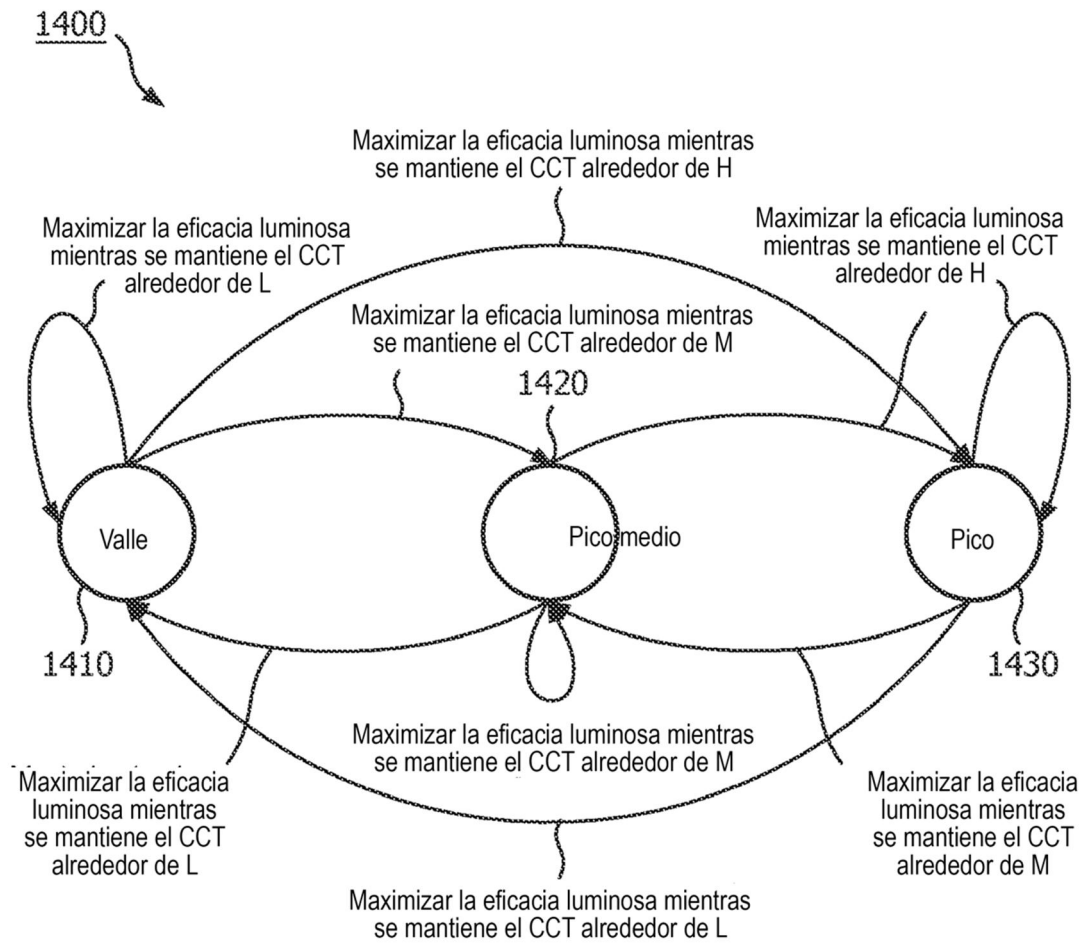 1400
Maximizar la eficacia luminosa mientras
se mantiene el CCT alrededor de H
Maximizar la eficacia luminosa
mientras se mantiene el CCT
alrededor de L
Maximizar la eficacia luminosa
mientras se mantiene el CCT
alrededor de H
Maximizar la eficacia luminosa mientras
se mantiene el CCT alrededor de M
1420
Valle
Pico medio
Pico
1410
1430
Maximizar la eficacia luminosa mientras
se mantiene el CCT alrededor de M
Maximizar la eficacia
luminosa mientras
se mantiene el CCT
alrededor de L
Maximizar la eficacia
luminosa mientras
se mantiene el CCT
alrededor de M
Maximizar la eficacia luminosa mientras
se mantiene el CCT alrededor de L